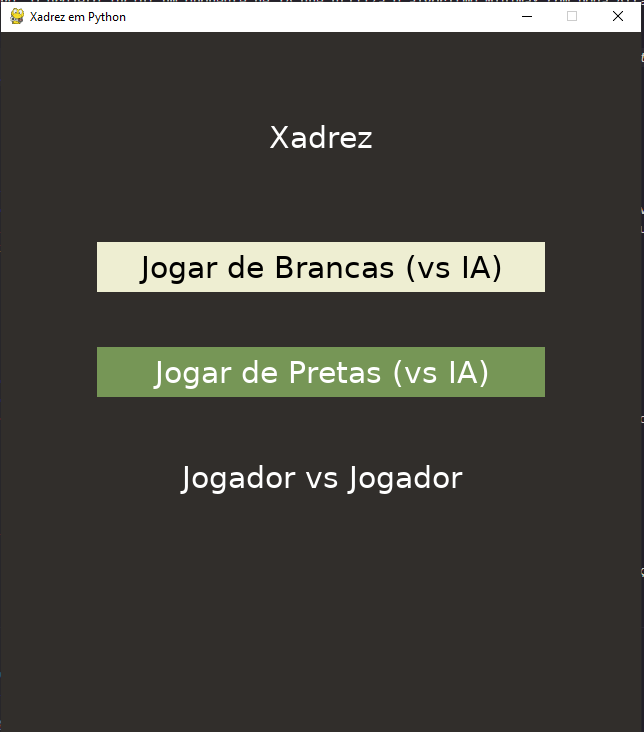 Xadrez em Python
Xadrez
Jogar de Brancas (vs IA)
Jogar de Pretas (vs IA)
Jogador vs Jogador